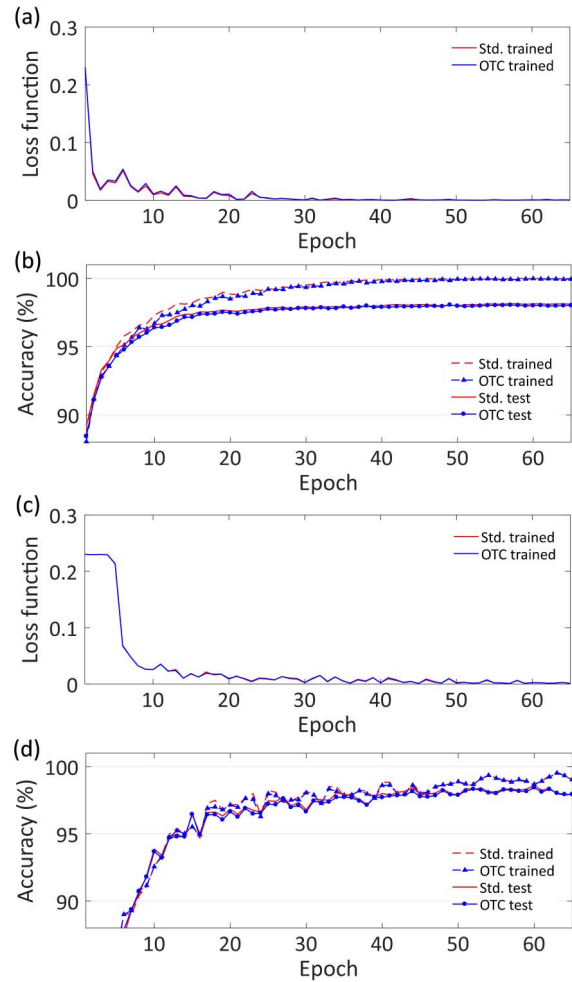 (a)
0.3
0.2
0.1
0
Loss function
Std. trained
OTC trained
10 20 30 40 50 60
Epoch
(b)
100
95
90
Accuracy (%)
Std. trained
OTC trained
Std. test
OTC test
10 20 30 40 50 60
Epoch
(c)
0.3
0.2
0.1
0
Loss function
Std. trained
OTC trained
10 20 30 40 50 60
Epoch
(d)
100
95
90
Accuracy (%)
Std. trained
OTC trained
Std. test
OTC test
10 20 30 40 50 60
Epoch